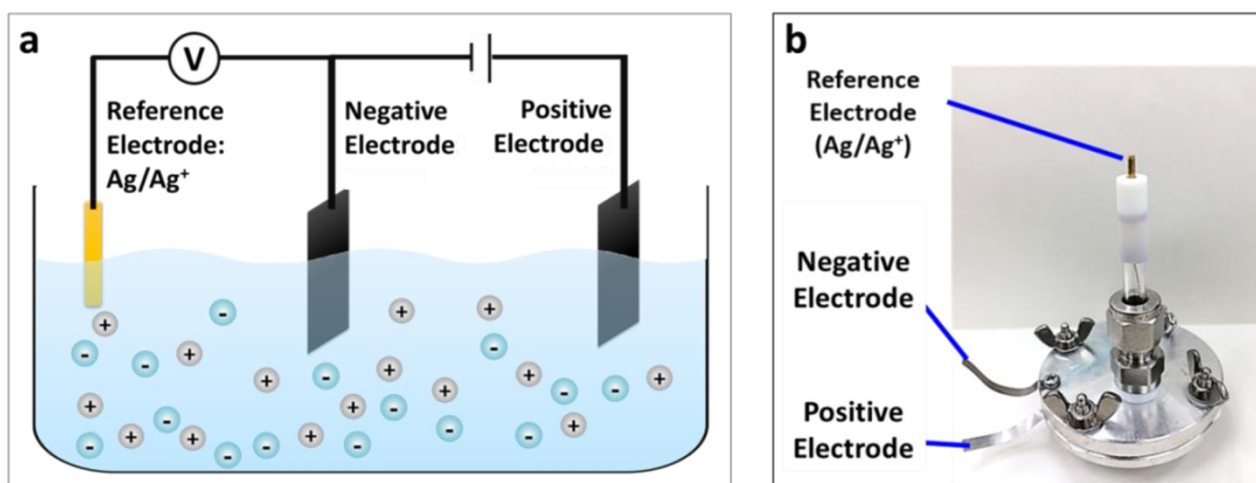 a
V
Reference
Electrode:
Ag/Ag⁺
Negative
Electrode
Positive
Electrode
+
-
+
+
-
+
-
-
+
+
-
+
+
-
+
+
-
-
+
+
-
-
+
-
+
+
-
+
-
-
-
+
-
b
Reference
Electrode
(Ag/Ag⁺)
Negative
Electrode
Positive
Electrode